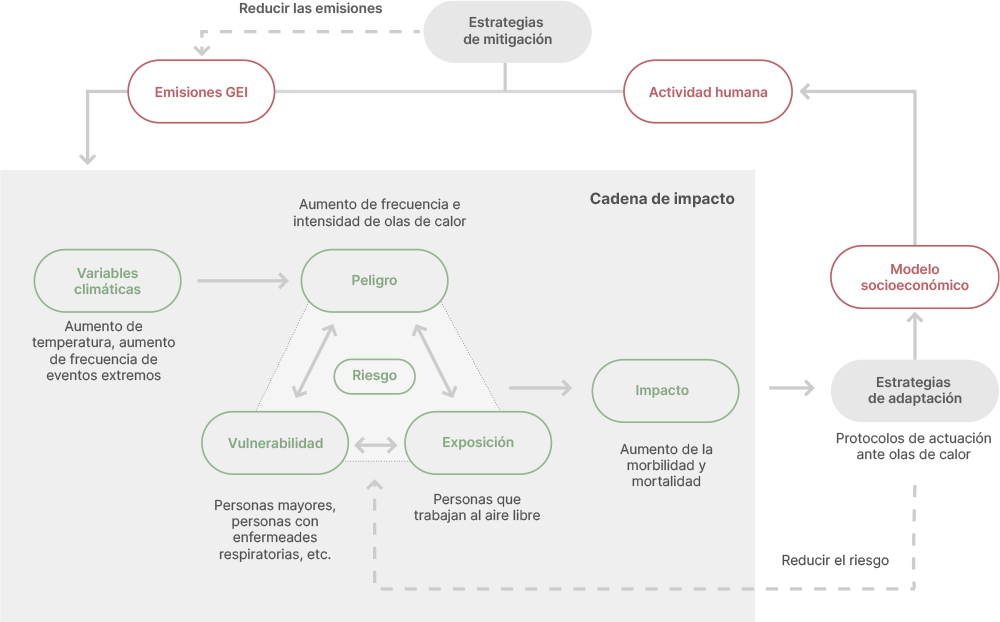 Reducir las emisiones
Estrategias
de mitigación
Emisiones GEI
Actividad humana
Cadena de impacto
Aumento de frecuencia e
intensidad de olas de calor
Variables
climáticas
Peligro
Modelo
socioeconómico
Aumento de
temperatura, aumento
de frecuencia de
eventos extremos
Riesgo
Impacto
Estrategias
de adaptación
Vulnerabilidad
Exposición
Protocolos de actuación
ante olas de calor
Aumento de la
morbilidad y
mortalidad
Personas mayores,
personas con
enfermeades
respiratorias, etc.
Personas que
trabajan al aire libre
Reducir el riesgo